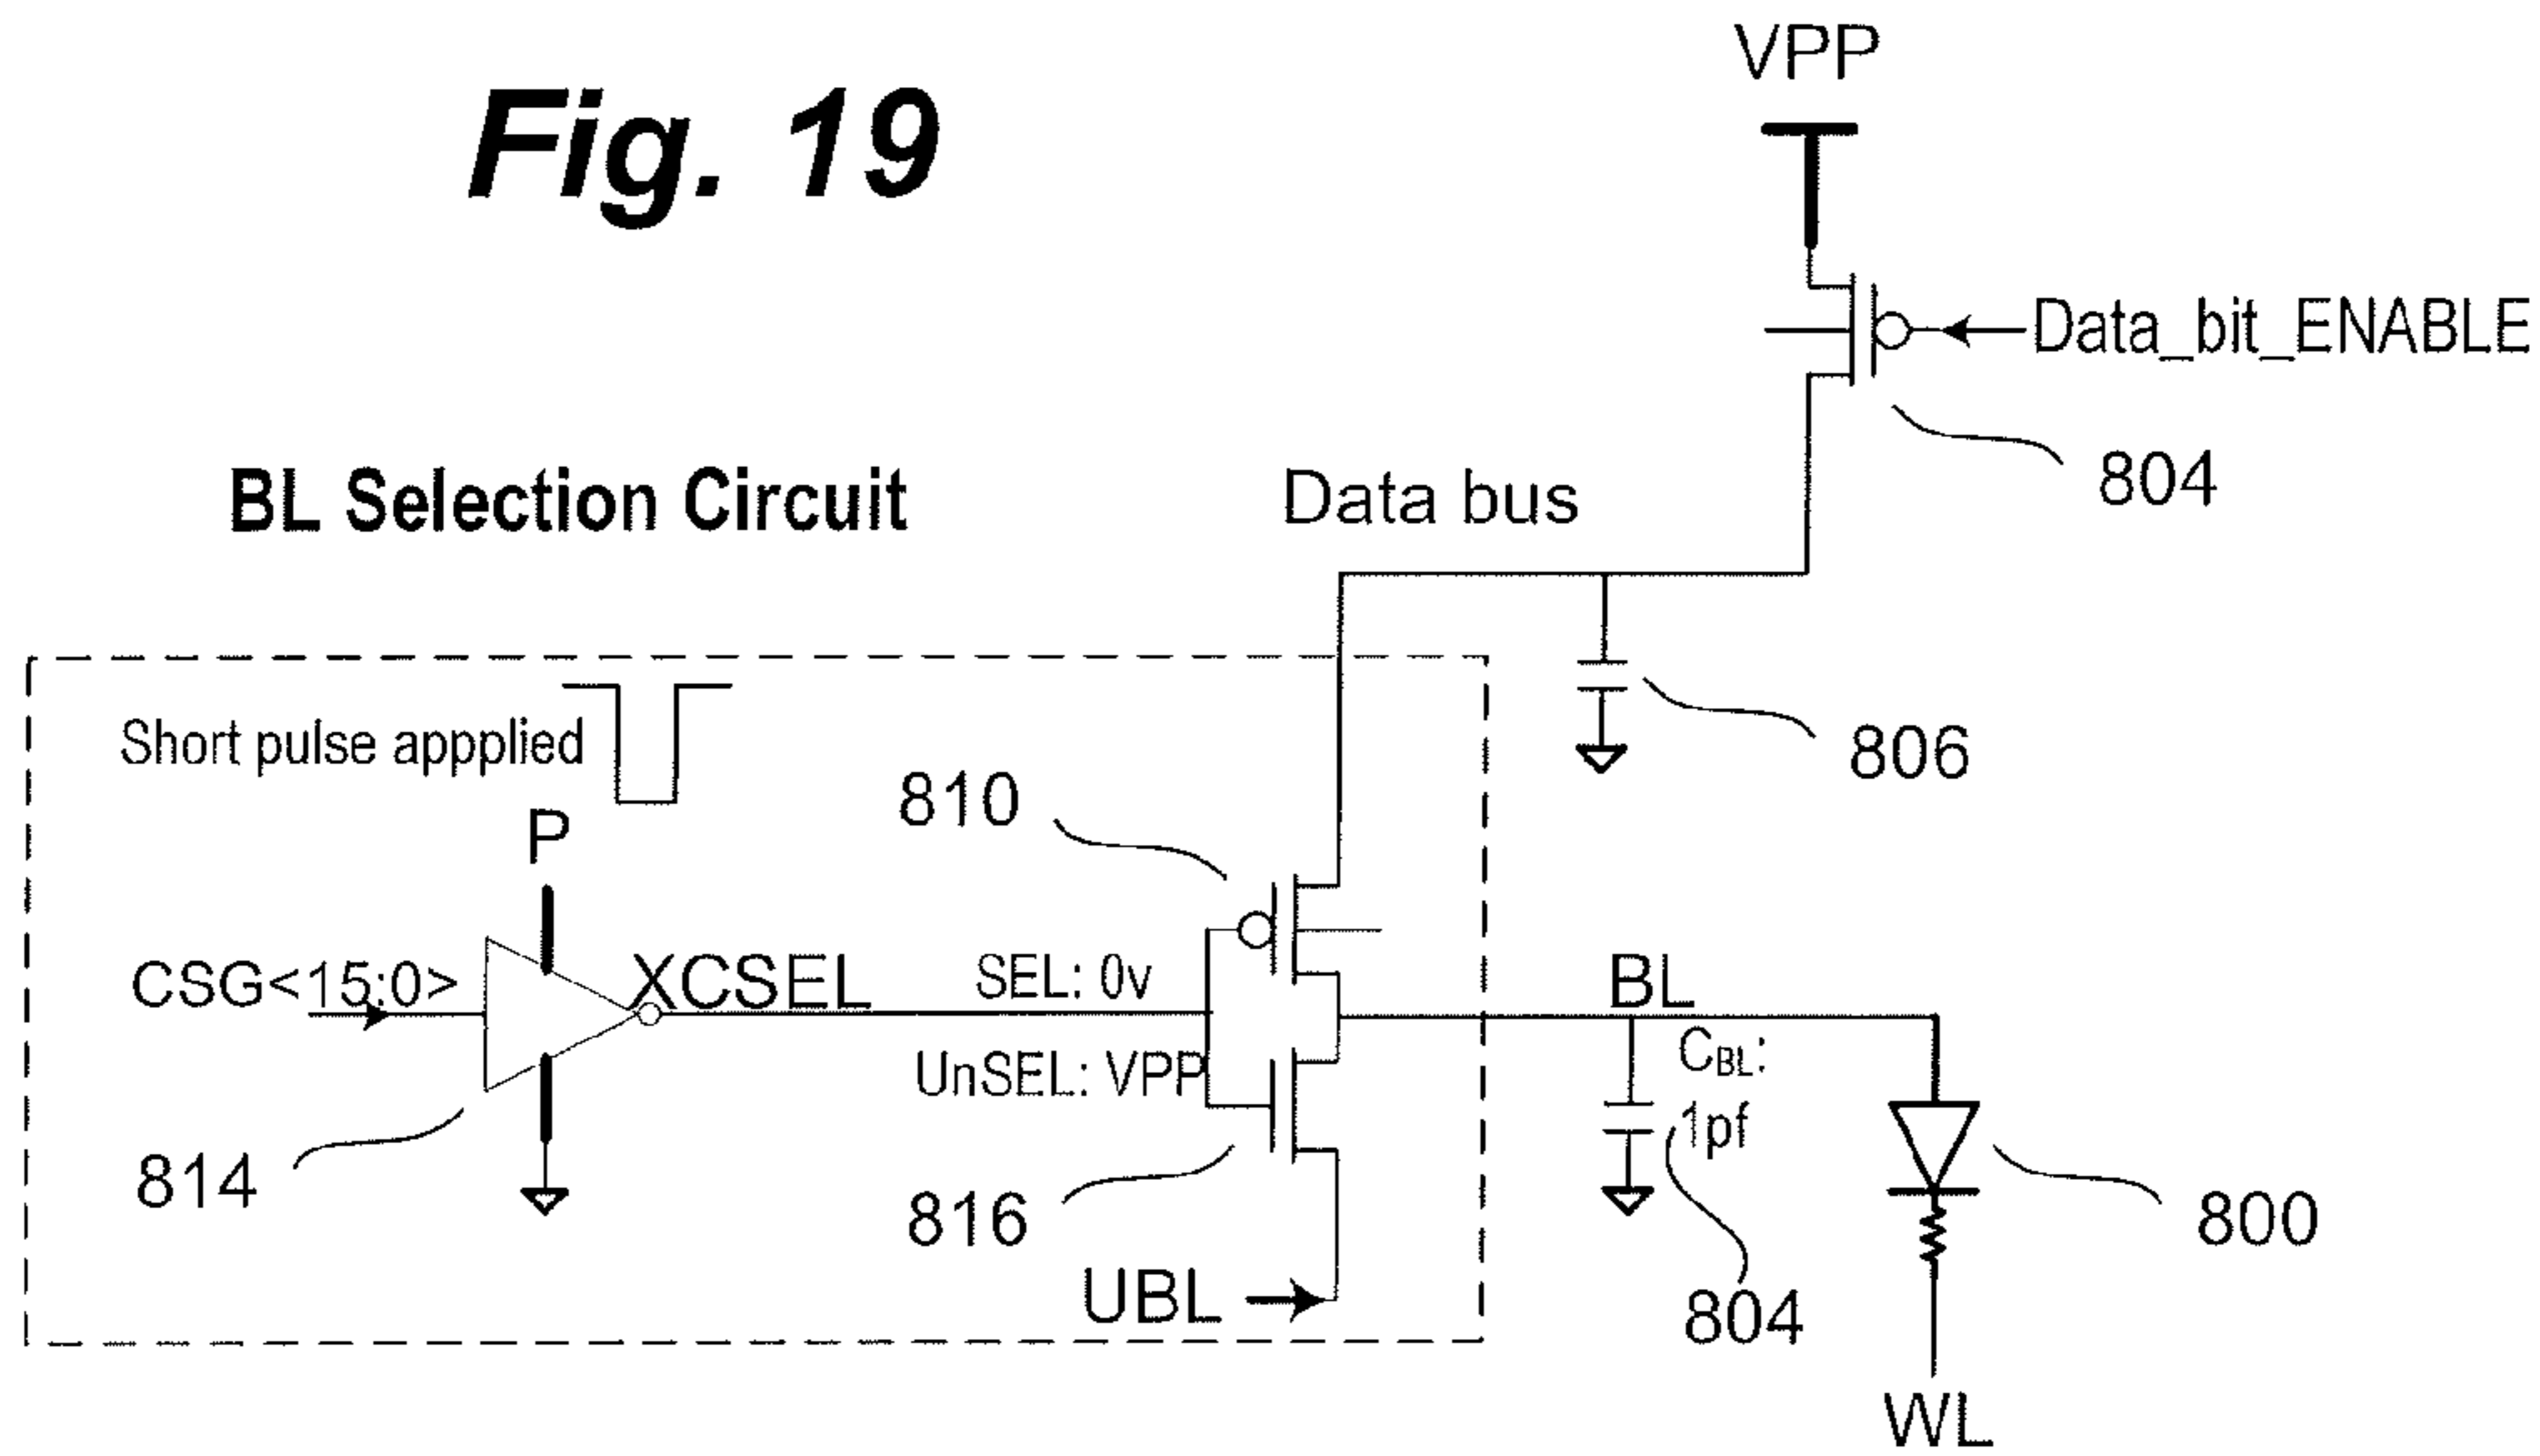 Fig. 19
VPP
Data_bit_ENABLE
804
BL Selection Circuit
Data bus
806
Short pulse appplied
810
P
CSG<15:0>
XCSEL
SEL: 0v
BL
UnSEL: VPP
CBL:
1pf
814
816
800
UBL
804
WL